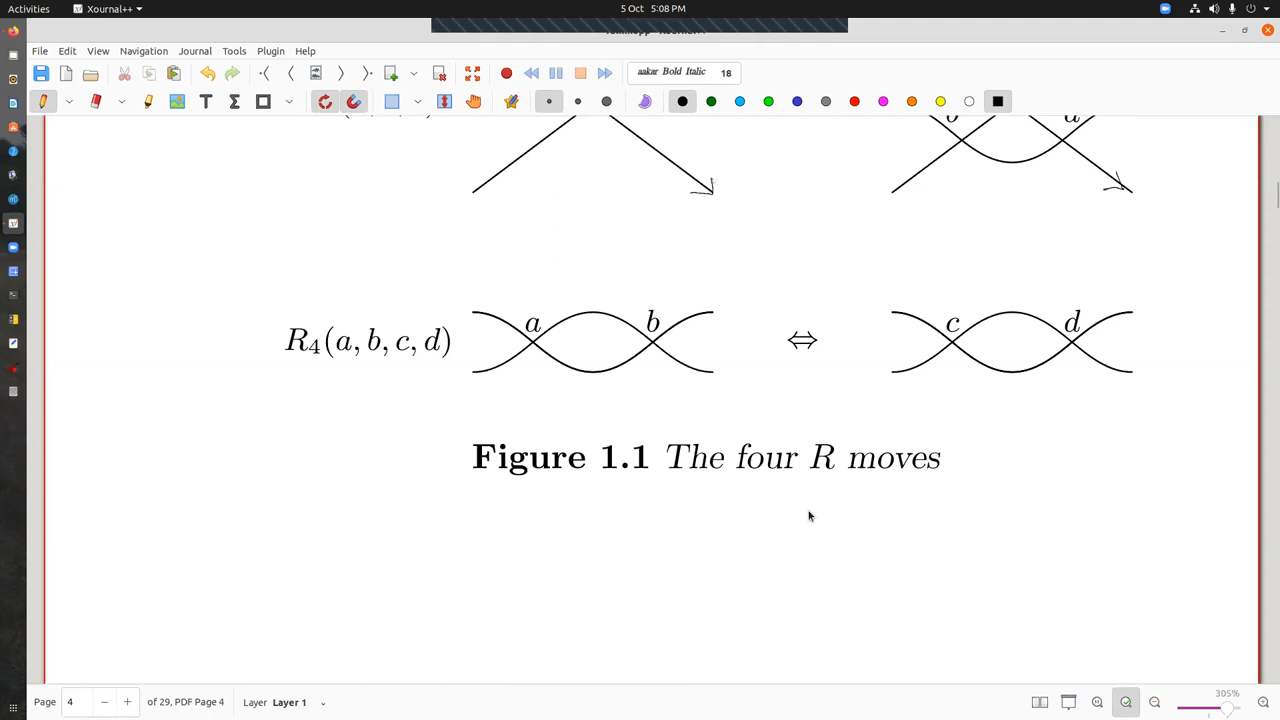 Activities Xournal++ 5 Oct 5:08 PM
File Edit View Navigation Journal Tools Plugin Help
aakar Bold Italic 18
R4(a, b, c, d) a b ⇔ c d
Figure 1.1 The four R moves
305%
Page 4 of 29, PDF Page 4 Layer Layer 1